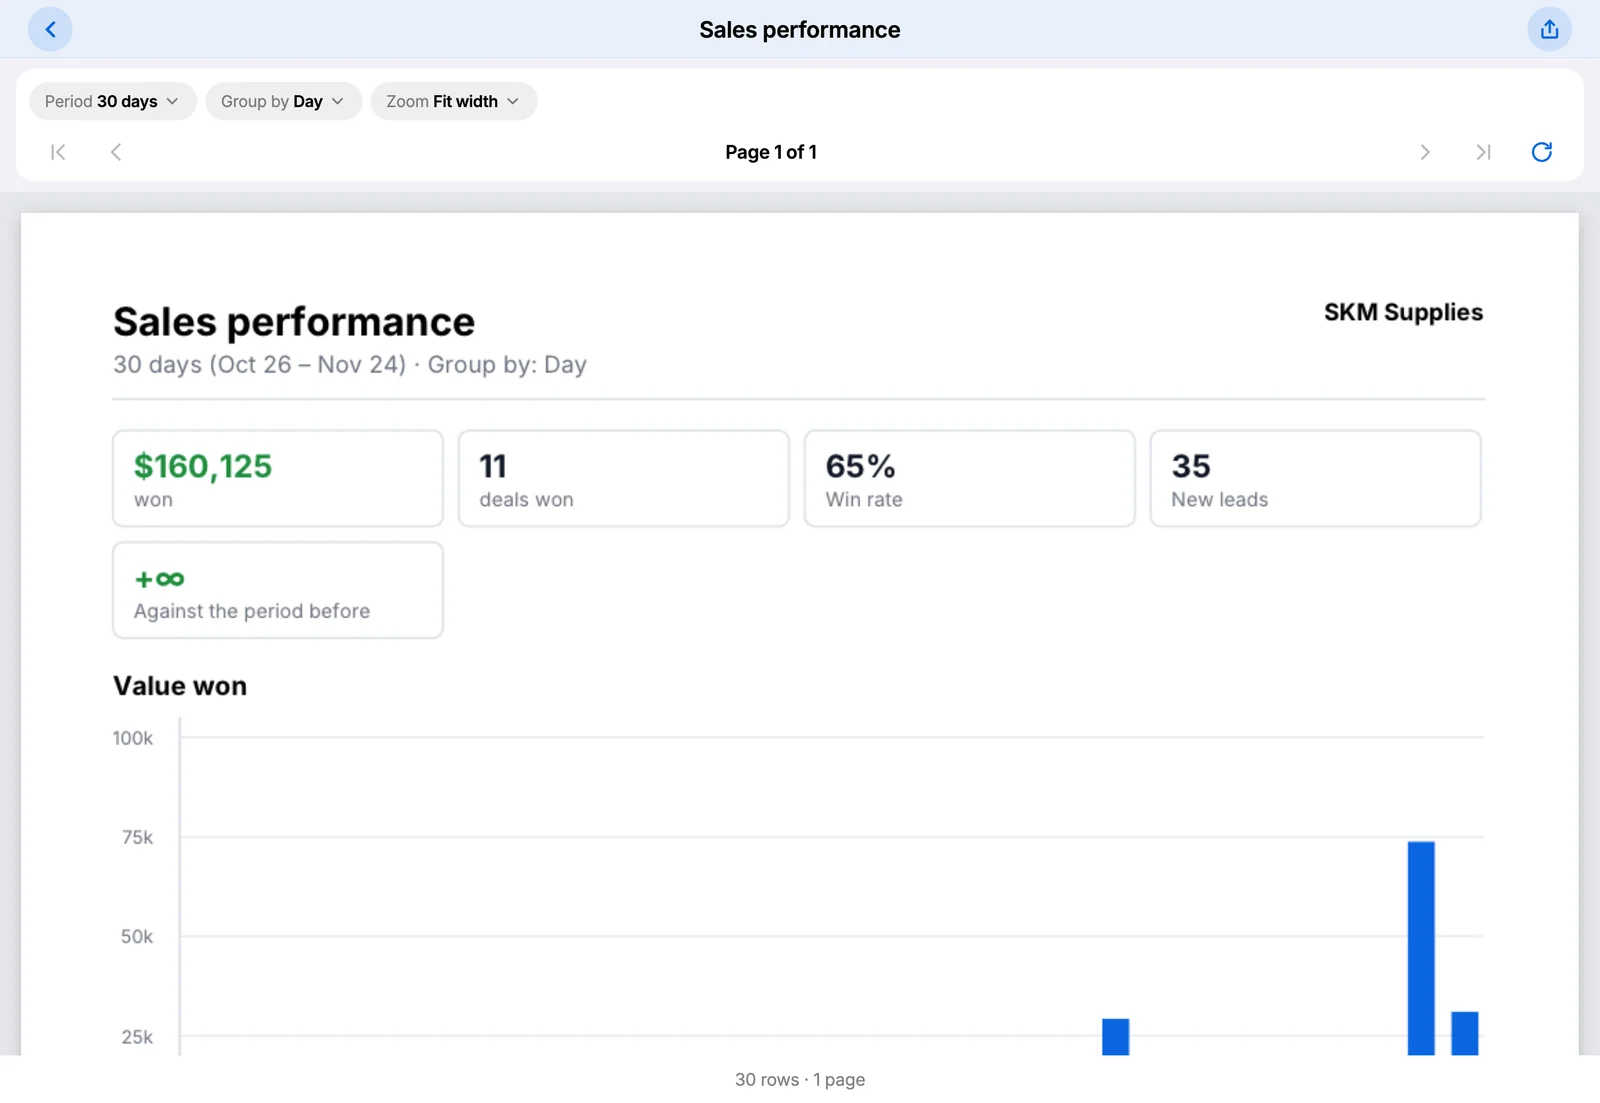 Sales performance
Period 30 days
Group by Day
Zoom Fit width
Page 1 of 1
Sales performance
SKM Supplies
30 days (Oct 26 – Nov 24) · Group by: Day
$160,125
won
11
deals won
65%
Win rate
35
New leads
+∞
Against the period before
Value won
100k
75k
50k
25k
30 rows · 1 page